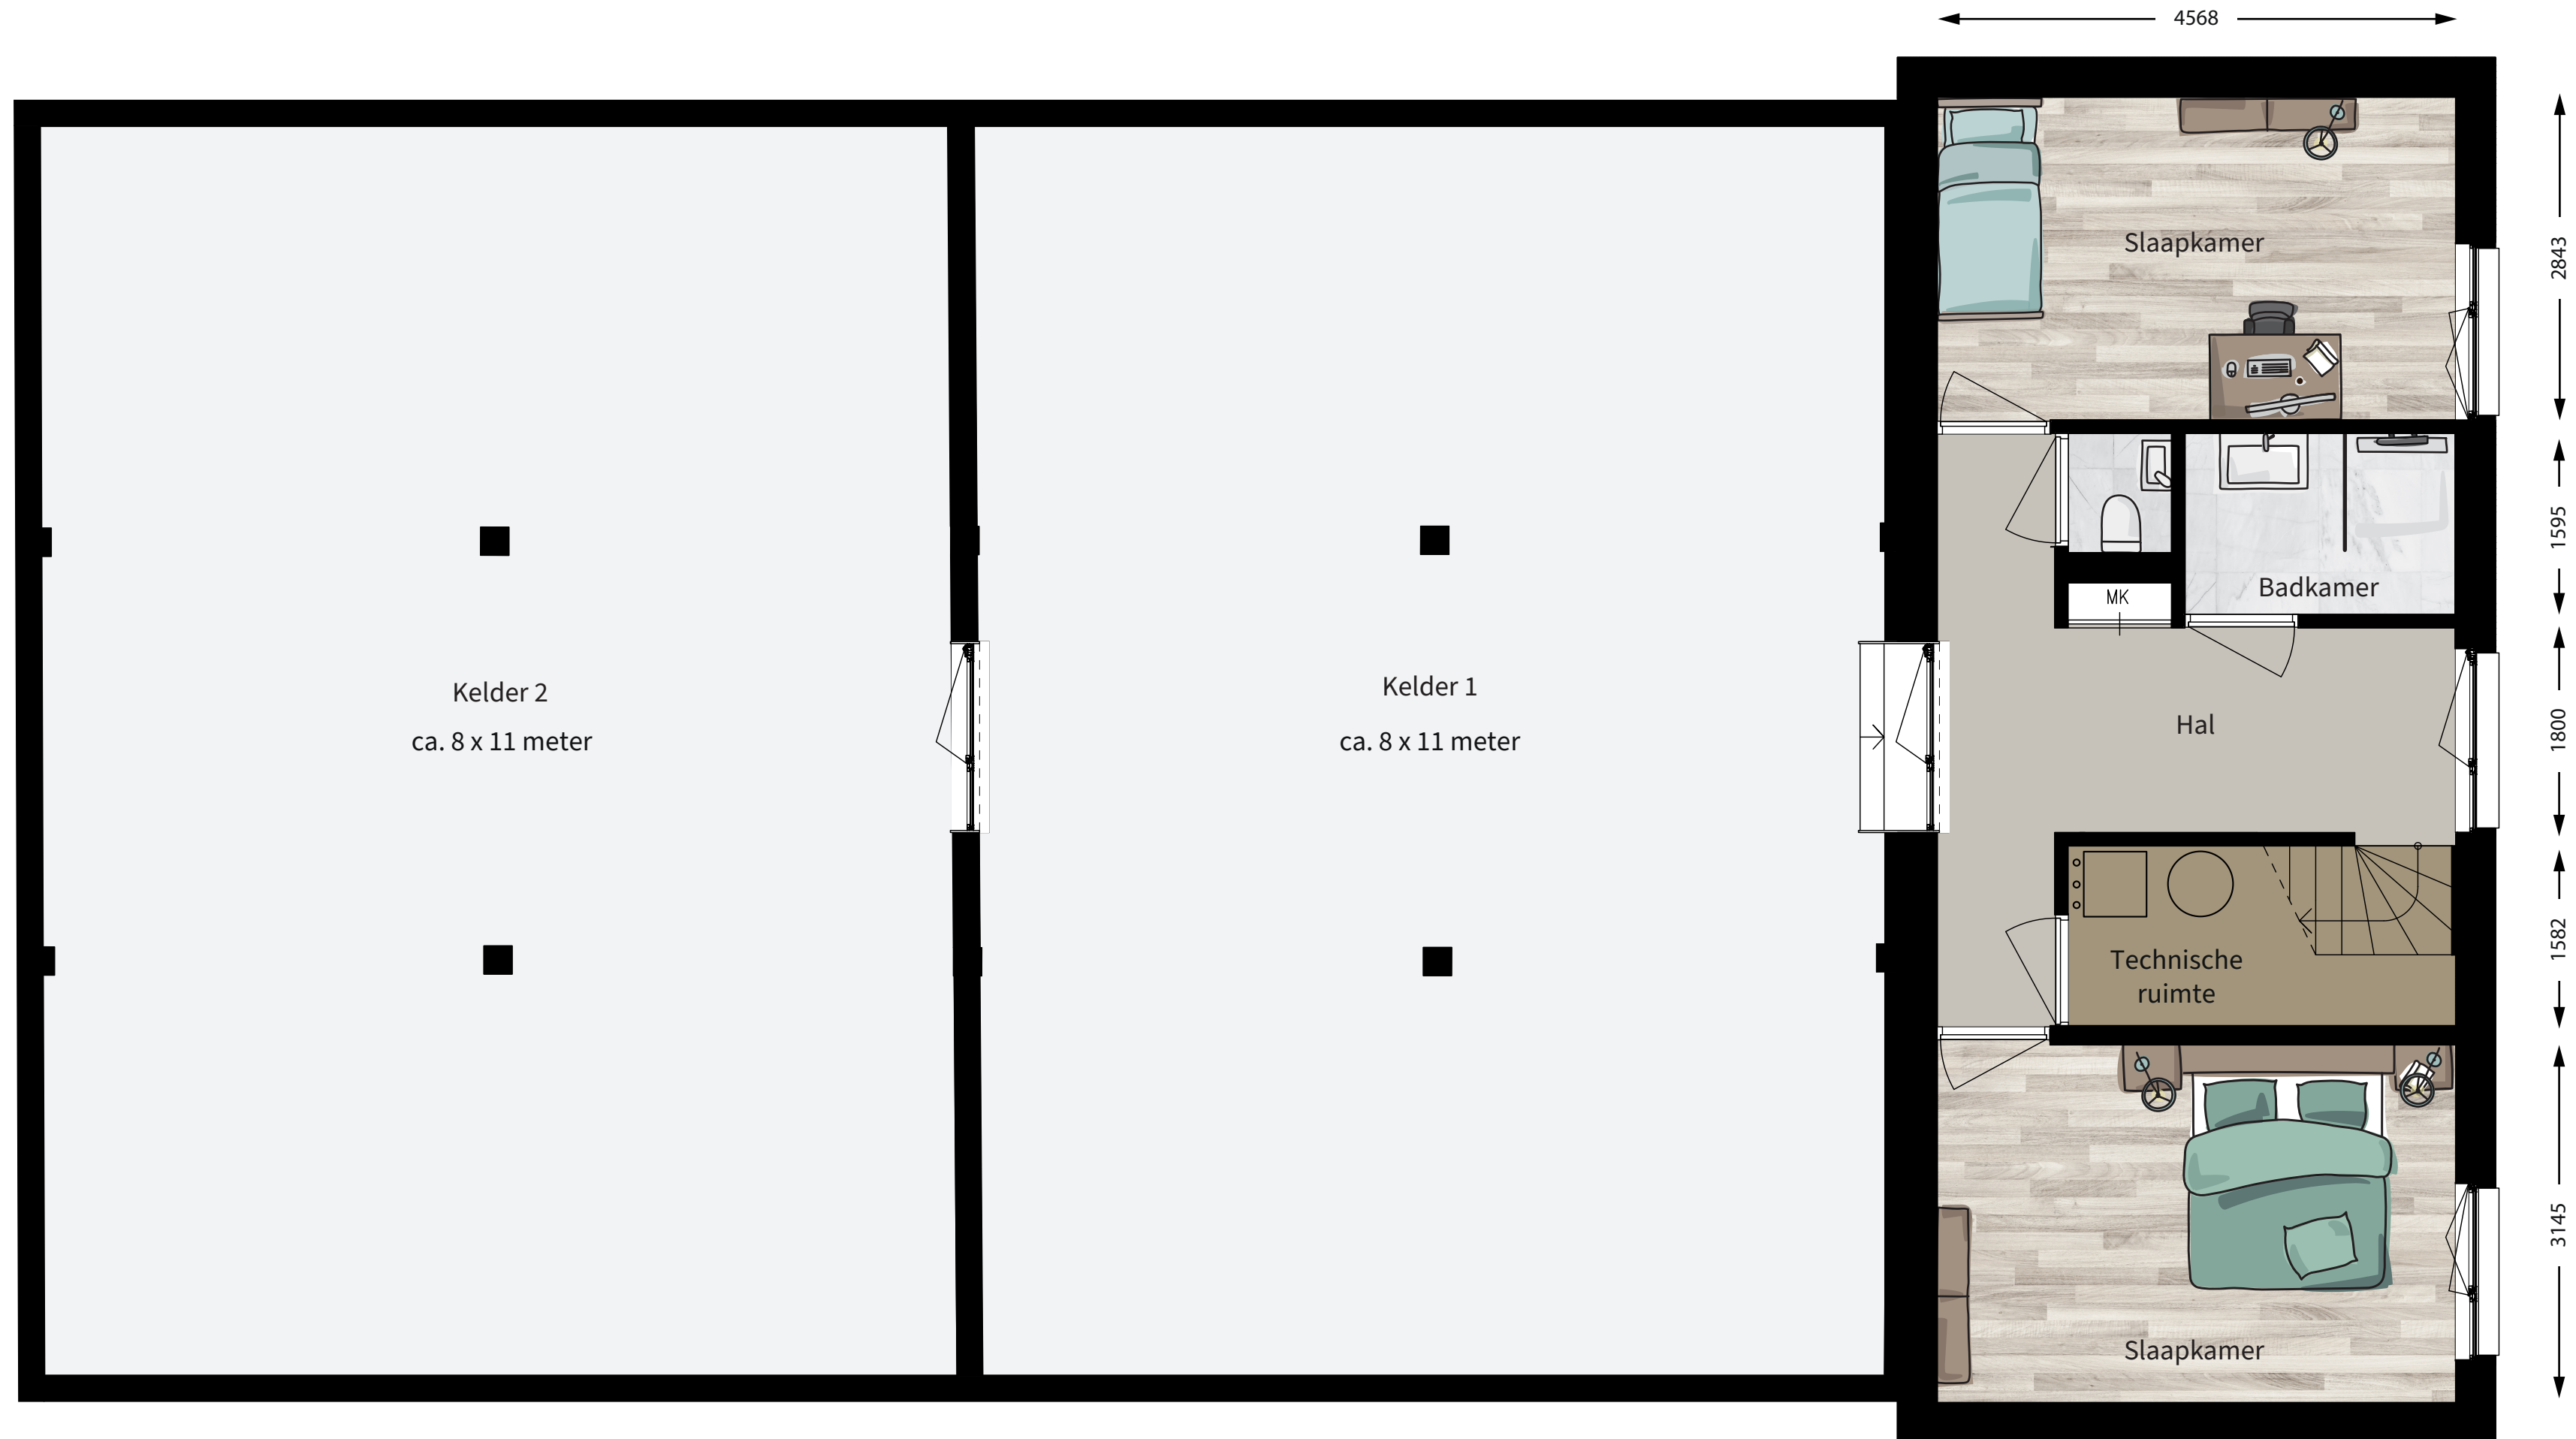 4568
Slaapkamer
2843
1595
MK
Badkamer
Kelder 2
ca. 8 x 11 meter
Kelder 1
ca. 8 x 11 meter
Hal
1800
Technische
ruimte
1582
3145
Slaapkamer